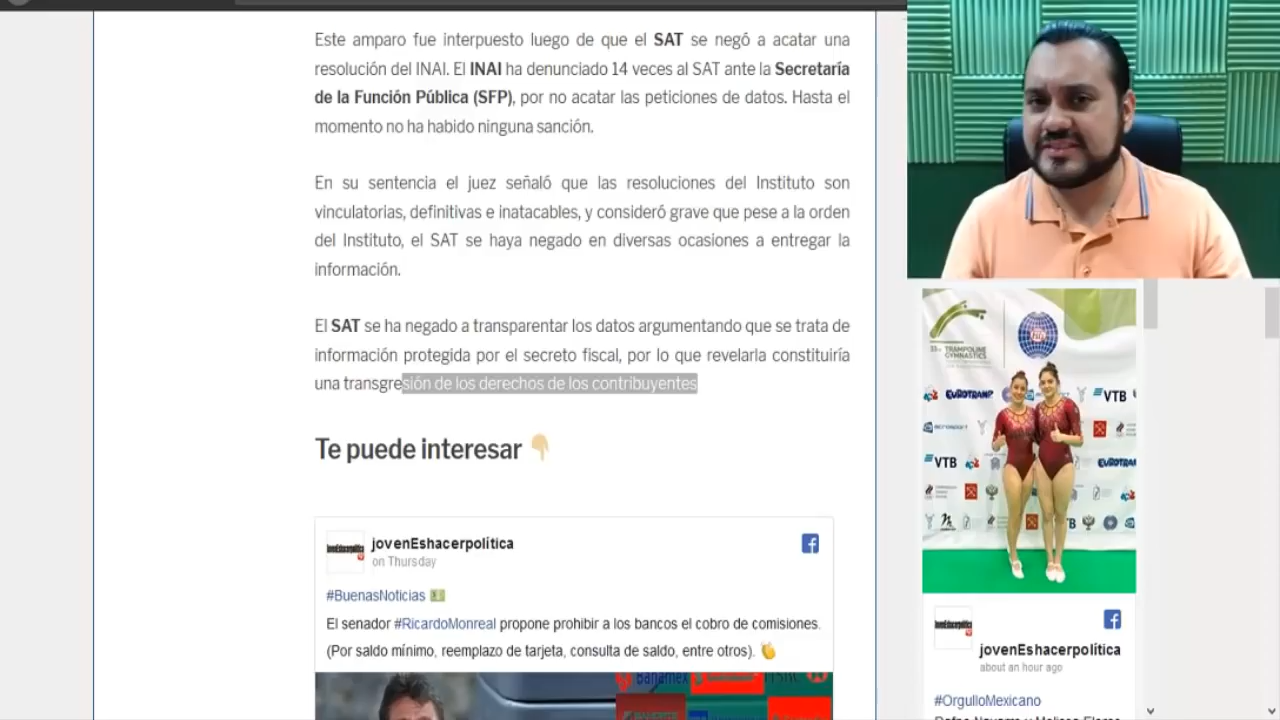 Este amparo fue interpuesto luego de que el SAT se negó a acatar una
resolución del INAI. El INAI ha denunciado 14 veces al SAT ante la Secretaría
de la Función Pública (SFP), por no acatar las peticiones de datos. Hasta el
momento no ha habido ninguna sanción.
En su sentencia el juez señaló que las resoluciones del Instituto son
vinculatorias, definitivas e inatacables, y consideró grave que pese a la orden
del Instituto, el SAT se haya negado en diversas ocasiones a entregar la
información.
El SAT se ha negado a transparentar los datos argumentando que se trata de
información protegida por el secreto fiscal, por lo que revelarla constituiría
una transgresión de los derechos de los contribuyentes
Te puede interesar
jovenEshacerpolítica
on Thursday
#BuenasNoticias
El senador #RicardoMonreal propone prohibir a los bancos el cobro de comisiones.
(Por saldo mínimo, reemplazo de tarjeta, consulta de saldo, entre otros).
Banamex
TRAMPOLINE
GYMNASTICS
EUROTRAMP
VTB
VTB
jovenEshacerpolítica
about an hour ago
#OrgulloMexicano